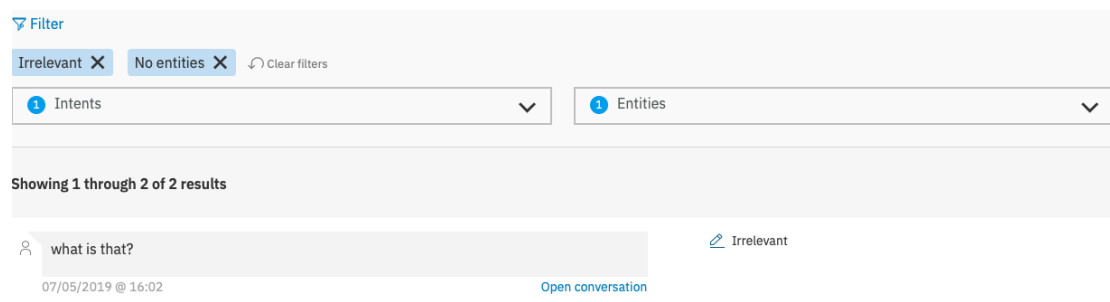 Filter
Irrelevant No entities Clear filters
1 Intents 1 Entities
Showing 1 through 2 of 2 results
what is that? Irrelevant
07/05/2019 @ 16:02 Open conversation